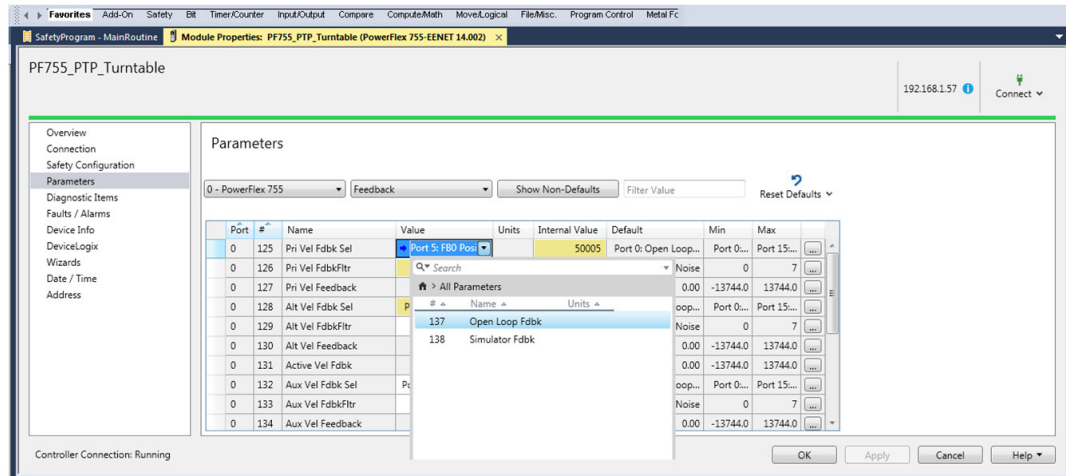 Favorites Add-On Safety Bit Timer/Counter Input/Output Compare Compute/Math Move/Logical File/Misc. Program Control Metal Fc
SafetyProgram - MainRoutine Module Properties: PF755_PTP_Turntable (PowerFlex 755-EENET 14.002) ×
PF755_PTP_Turntable
192.168.1.57 Connect
Overview
Connection
Safety Configuration
Parameters
Diagnostic Items
Faults / Alarms
Device Info
DeviceLogix
Wizards
Date / Time
Address
Parameters
0 - PowerFlex 755 Feedback Show Non-Defaults Filter Value Reset Defaults
Port # Name Value Units Internal Value Default Min Max
0 125 Pri Vel Fdbk Sel Port 5: FB0 Posi 50005 Port 0: Open Loop... Port 0:... Port 15:... ...
0 126 Pri Vel FdbkFltr Noise 0 7 ...
0 127 Pri Vel Feedback 0.00 -13744.0 13744.0 ...
0 128 Alt Vel Fdbk Sel P oop... Port 0:... Port 15:... ...
0 129 Alt Vel FdbkFltr Noise 0 7 ...
0 130 Alt Vel Feedback 0.00 -13744.0 13744.0 ...
0 131 Active Vel Fdbk 0.00 -13744.0 13744.0 ...
0 132 Aux Vel Fdbk Sel Po oop... Port 0:... Port 15:... ...
0 133 Aux Vel FdbkFltr Noise 0 7 ...
0 134 Aux Vel Feedback 0.00 -13744.0 13744.0 ...
Search
> All Parameters
# Name Units
137 Open Loop Fdbk
138 Simulator Fdbk
Controller Connection: Running
OK Apply Cancel Help